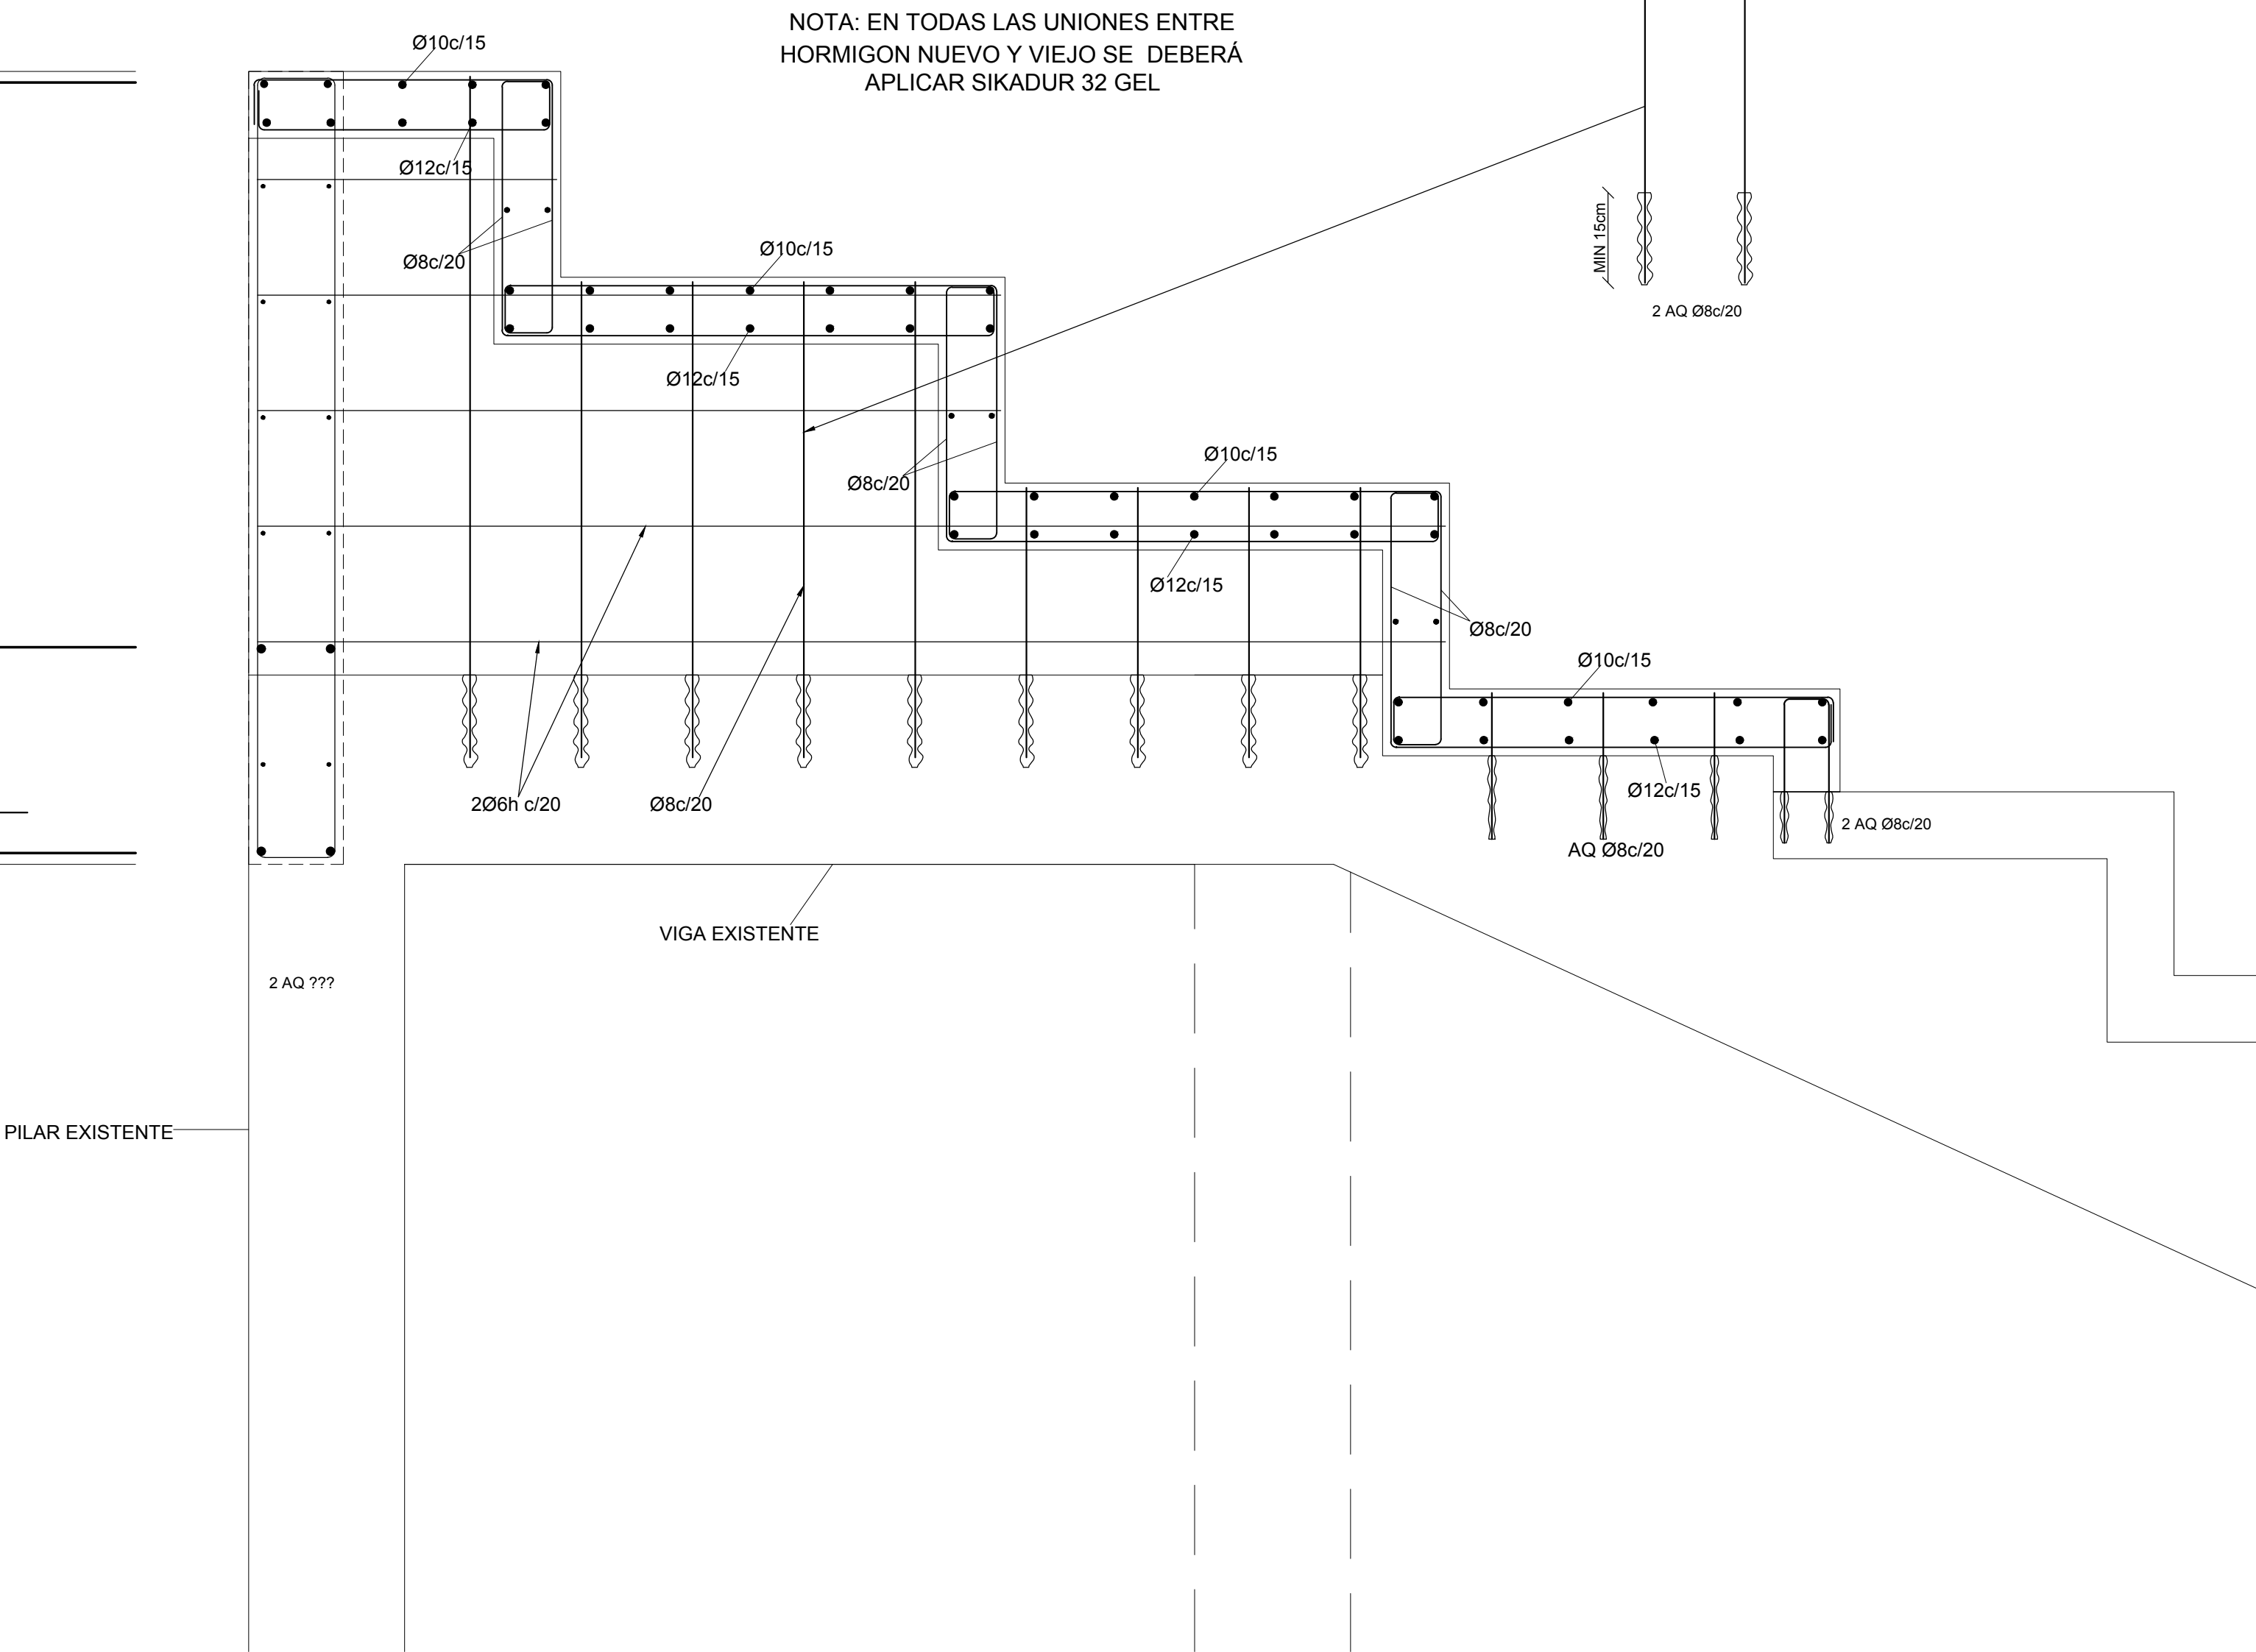 NOTA: EN TODAS LAS UNIONES ENTRE
HORMIGON NUEVO Y VIEJO SE DEBERÁ
APLICAR SIKADUR 32 GEL
Ø10c/15
Ø12c/15
Ø8c/20
Ø10c/15
MIN 15cm
2 AQ Ø8c/20
Ø12c/15
Ø8c/20
Ø10c/15
Ø12c/15
Ø8c/20
Ø10c/15
2Ø6h c/20
Ø8c/20
Ø12c/15
2 AQ Ø8c/20
AQ Ø8c/20
VIGA EXISTENTE
2 AQ ???
PILAR EXISTENTE